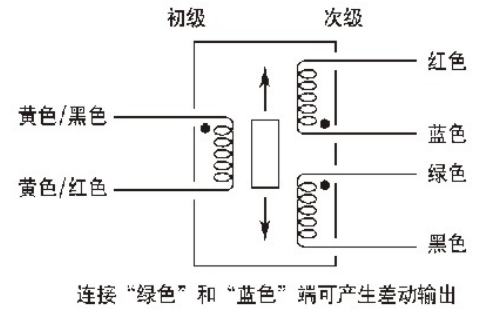 初级
次级
红色
黄色/黑色
蓝色
绿色
黄色/红色
黑色
连接“绿色”和“蓝色”端可产生差动输出